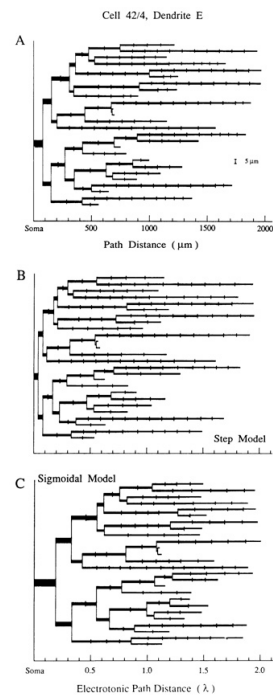 Cell 42/4, Dendrite E
A
5 μm
Soma 500 1000 1500 2000
Path Distance ( μm )
B
Step Model
C Sigmoidal Model
Soma 0.5 1.0 1.5 2.0
Electrotonic Path Distance ( λ )